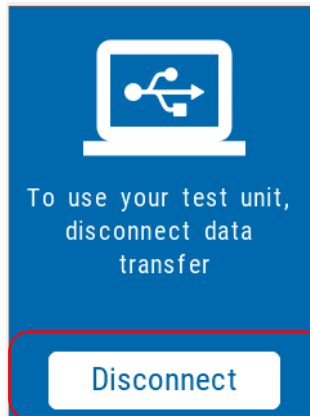 To use your test unit,
disconnect data
transfer
Disconnect